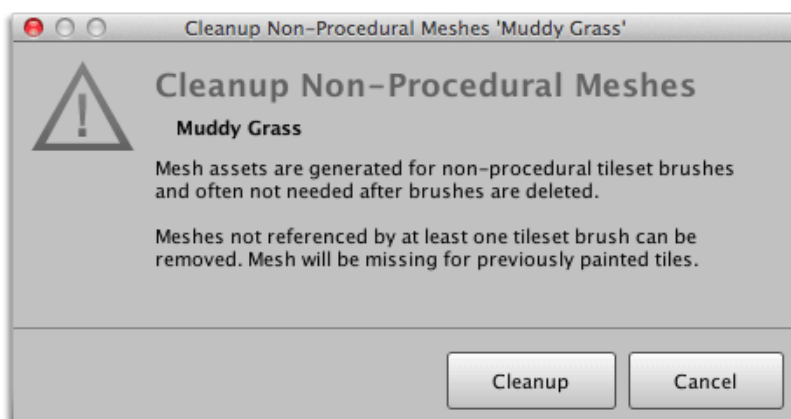 Cleanup Non-Procedural Meshes 'Muddy Grass'
Cleanup Non-Procedural Meshes
Muddy Grass
Mesh assets are generated for non-procedural tileset brushes
and often not needed after brushes are deleted.
Meshes not referenced by at least one tileset brush can be
removed. Mesh will be missing for previously painted tiles.
Cleanup
Cancel